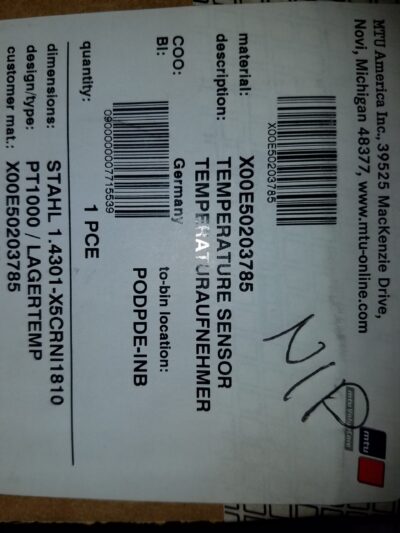 MTU America Inc., 39525 MacKenzie Drive,
Novi, Michigan 48377, www.mtu-online.com
mtu
X00E50203785
NIP
material: X00E50203785
description: TEMPERATURE SENSOR
TEMPERATURAUFNEHMER
COO: Germany
to-bin location:
BI: PODPDE-INB
0900000007715539
quantity: 1 PCE
dimensions: STAHL 1.4301-X5CRNI1810
design/type: PT1000 / LAGERTEMP
customer mat.: X00E50203785